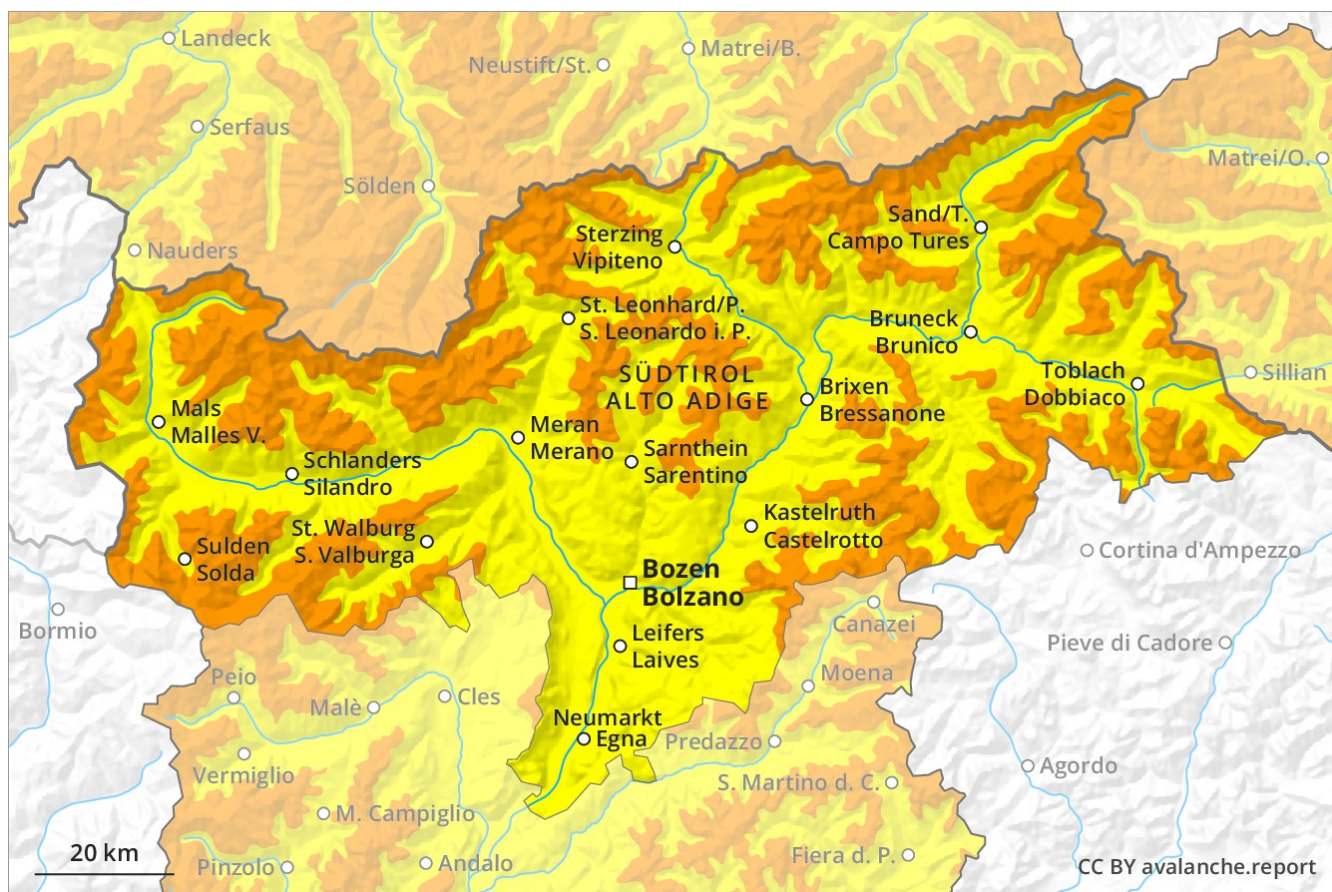 Landeck
Matrei/B.
Neustift/St.
Serfaus
Matrei/O.
Sölden
Sand/T.
Campo Tures
Sterzing
Vipiteno
Nauders
St. Leonhard/P.
S. Leonardo i. P.
Bruneck
Brunico
SÜDTIROL
ALTO ADIGE
Toblach
Dobbiaco
Sillian
Brixen
Bressanone
Mals
Malles V.
Meran
Merano
Sarnthein
Sarentino
Schlanders
Silandro
Kastelruth
Castelrotto
St. Walburg
S. Valburga
Sulden
Solda
Cortina d'Ampezzo
Bozen
Bolzano
Bormio
Canazei
Leifers
Laives
Pieve di Cadore
Peio
Moena
Malè
Cles
Neumarkt
Egna
Predazzo
Vermiglio
Agordo
S. Martino d. C.
M. Campiglio
20 km
Pinzolo
Andalo
Fiera d. P.
CC BY avalanche.report